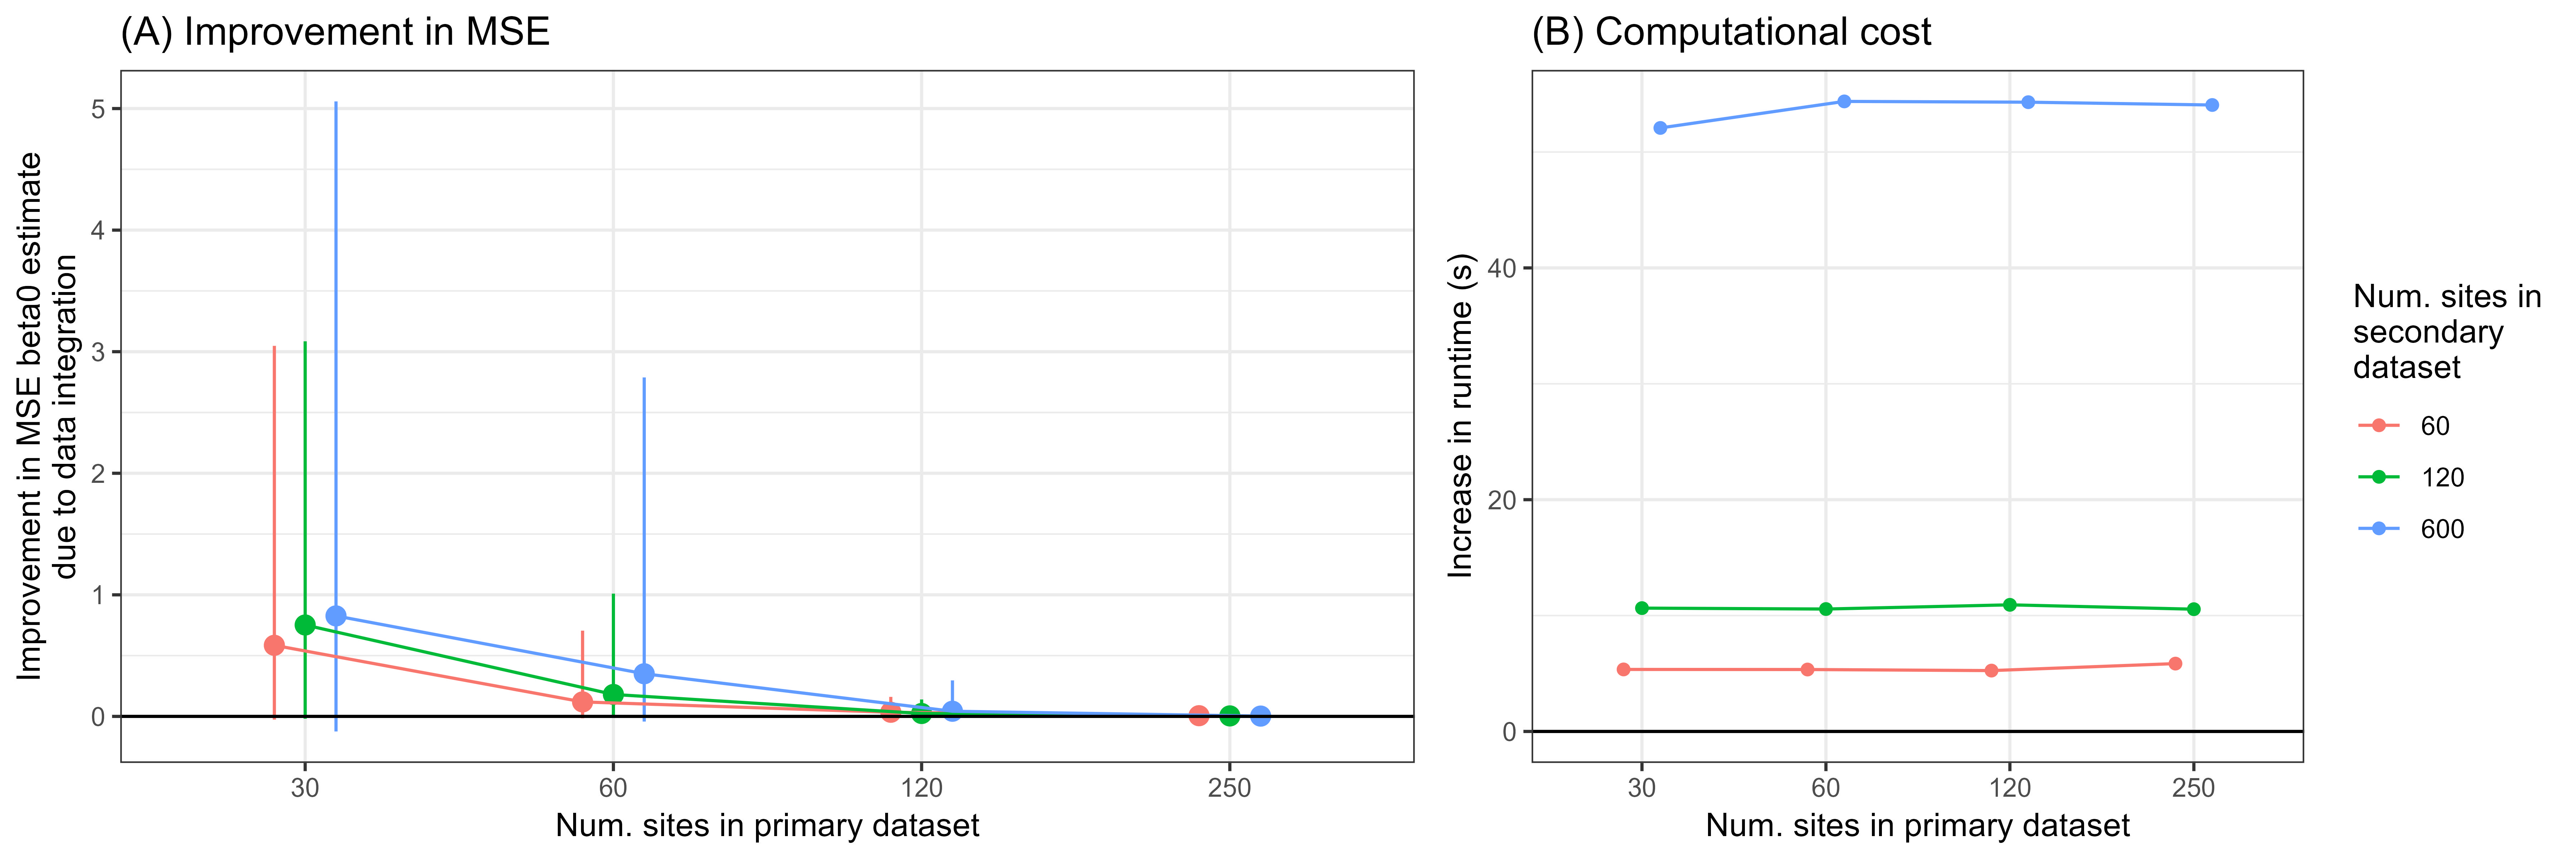 (A) Improvement in MSE
Improvement in MSE beta0 estimate
due to data integration
5
4
3
2
1
0
30 60 120 250
Num. sites in primary dataset
(B) Computational cost
Increase in runtime (s)
40
20
0
30 60 120 250
Num. sites in primary dataset
Num. sites in
secondary
dataset
60
120
600